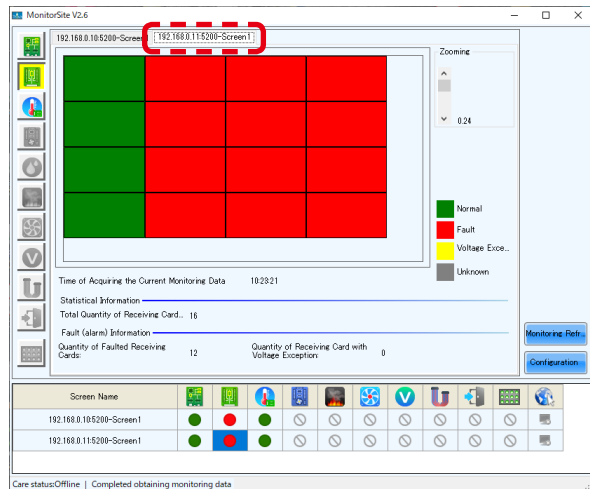 MonitorSite V2.6
192.168.0.10:5200-Screen1 192.168.0.11:5200-Screen1
Zooming
0.24
Normal
Fault
Voltage Exce..
Unknown
Time of Acquiring the Current Monitoring Data 10:23:21
Statistical Information
Total Quantity of Receiving Card.. 16
Fault (alarm) Information
Quantity of Faulted Receiving Cards: 12 Quantity of Receiving Card with Voltage Exception: 0
Monitoring Refr..
Configuration
Screen Name
192.168.0.10:5200-Screen1
192.168.0.11:5200-Screen1
Care status:Offline | Completed obtaining monitoring data